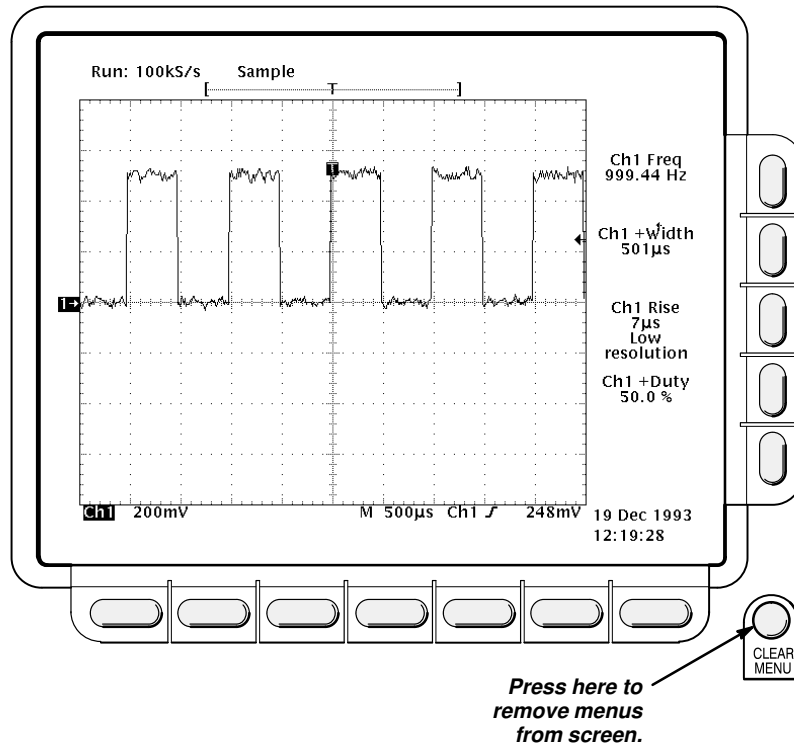 Run: 100kS/s Sample
T
T
Ch1 Freq
999.44 Hz
Ch1 +Width
501µs
1→
Ch1 Rise
7µs
Low
resolution
Ch1 +Duty
50.0 %
Ch1 200mV M 500µs Ch1 248mV
19 Dec 1993
12:19:28
CLEAR
MENU
Press here to
remove menus
from screen.